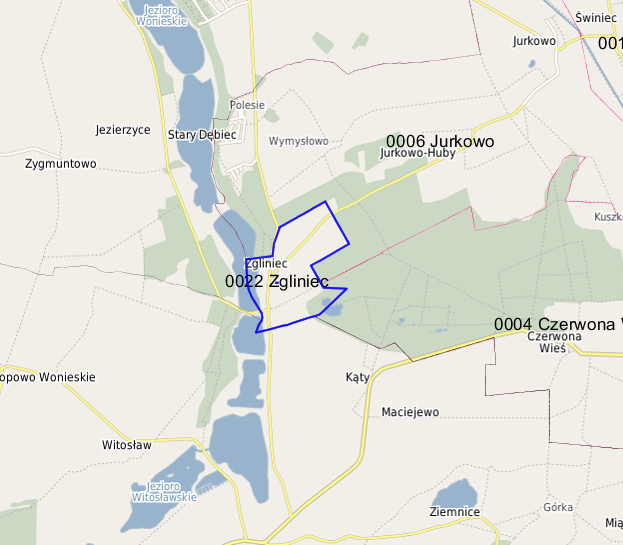 Jezioro
Wonieskie
Świniec
Jurkowo
001
Polesie
Jezierzyce
Stary Dębiec
Wymysłowo
0006 Jurkowo
Jurkowo-Huby
Zygmuntowo
Kuszk
Zgliniec
0022 Zgliniec
0004 Czerwona W
Czerwona
Wieś
opowo Wonieskie
Kąty
Maciejewo
Witosław
Jezioro
Witosławskie
Ziemnice
Górka
Mią